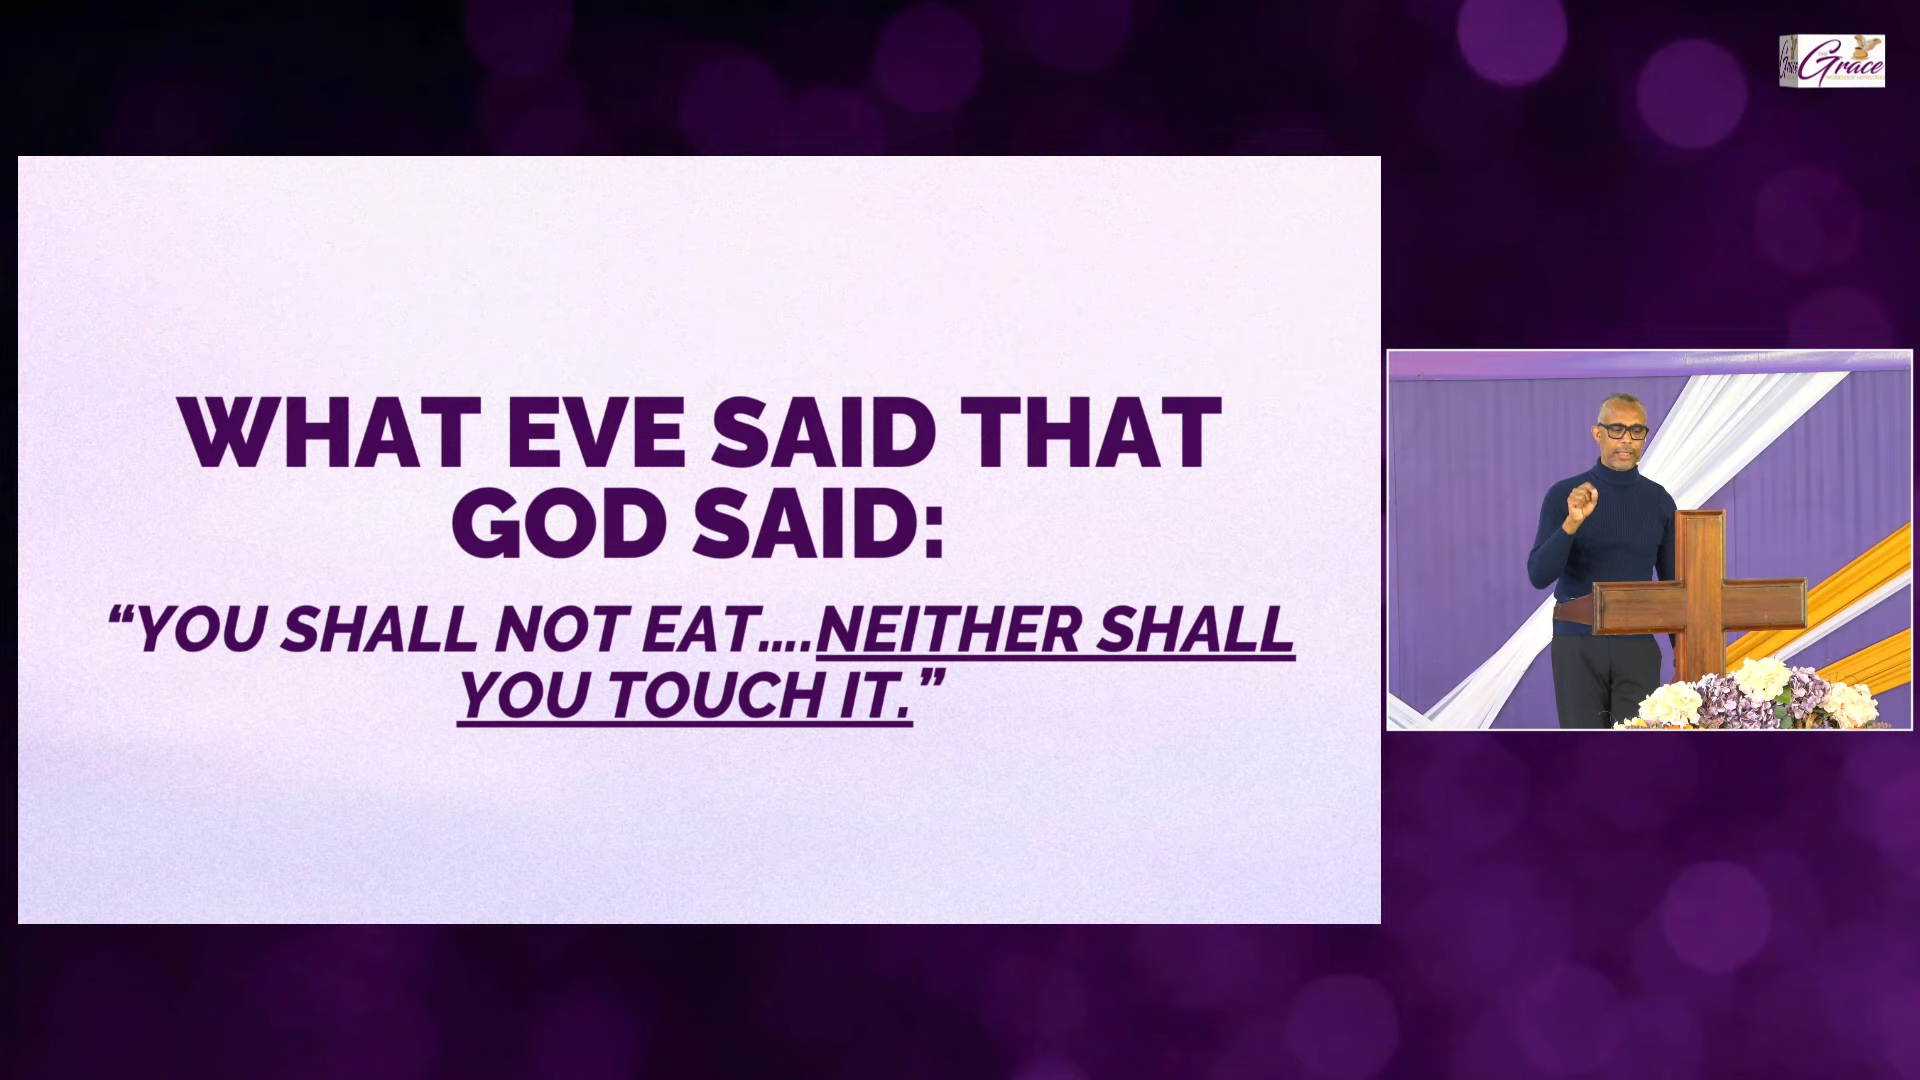 Grace
WHAT EVE SAID THAT
GOD SAID:
“YOU SHALL NOT EAT....NEITHER SHALL
YOU TOUCH IT.”